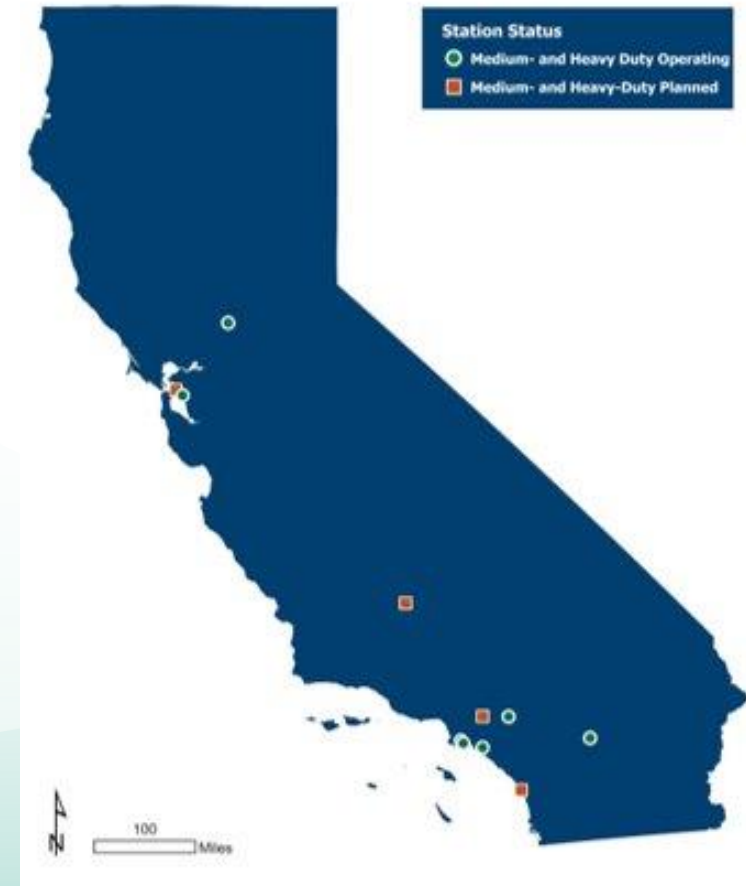 Station Status
Medium- and Heavy Duty Operating
Medium- and Heavy-Duty Planned
N
100
Miles